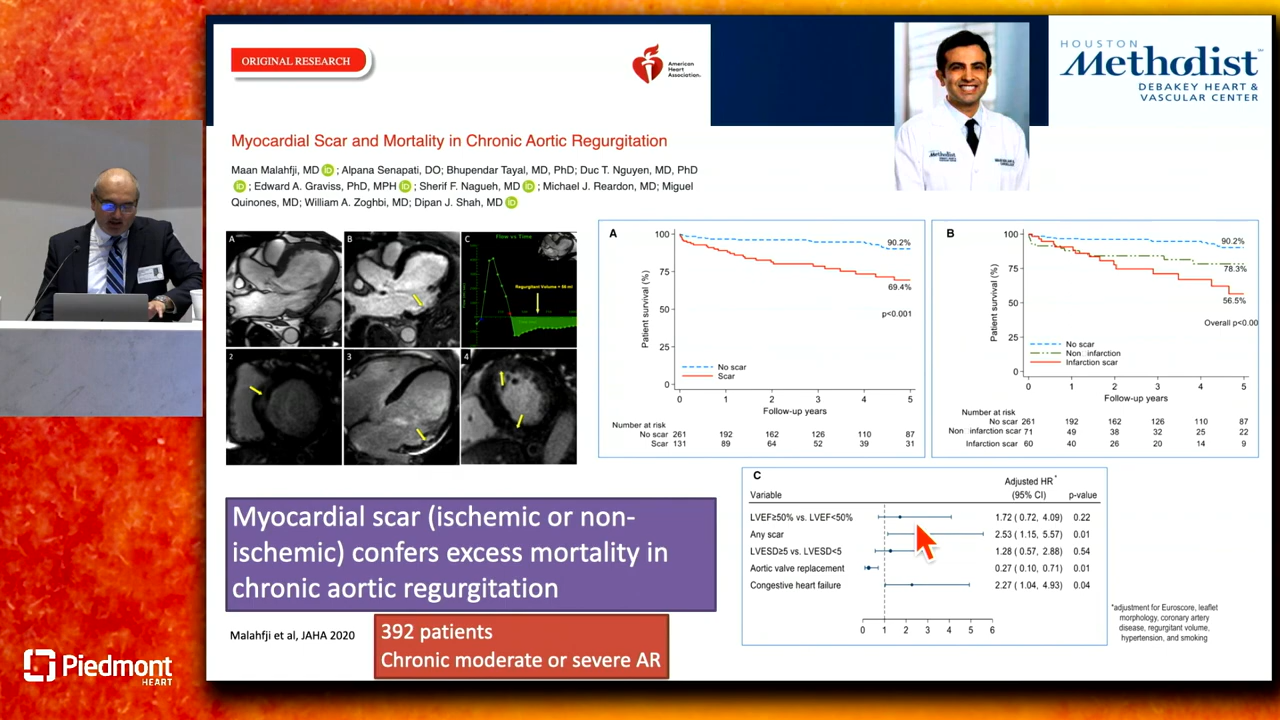 ORIGINAL RESEARCH
American
Heart
Association.
HOUSTON
Methodist
DEBAKEY HEART &
VASCULAR CENTER
Myocardial Scar and Mortality in Chronic Aortic Regurgitation
Maan Malahfji, MD iD ; Alpana Senapati, DO; Bhupendar Tayal, MD, PhD; Duc T. Nguyen, MD, PhD
iD ; Edward A. Graviss, PhD, MPH iD ; Sherif F. Nagueh, MD iD ; Michael J. Reardon, MD; Miguel
Quinones, MD; William A. Zoghbi, MD; Dipan J. Shah, MD iD
A
B
C
Flow vs Time
Regurgitant Volume = 98 ml
2
3
4
A
Patient survival (%)
100
75
50
25
0
90.2%
69.4%
p<0.001
No scar
Scar
0 1 2 3 4 5
Follow-up years
Number at risk
No scar 261 192 162 126 110 87
Scar 131 89 64 52 39 31
B
Patient survival (%)
100
75
50
25
0
90.2%
78.3%
56.5%
Overall p<0.00
No scar
Non infarction
Infarction scar
0 1 2 3 4 5
Follow-up years
Number at risk
No scar 261 192 162 126 110 87
Non infarction scar 71 49 38 32 25 22
Infarction scar 60 40 26 20 14 9
C
Variable Adjusted HR* (95% CI) p-value
LVEF≥50% vs. LVEF<50% 1.72 ( 0.72, 4.09) 0.22
Any scar 2.53 ( 1.15, 5.57) 0.01
LVESD≥5 vs. LVESD<5 1.28 ( 0.57, 2.88) 0.54
Aortic valve replacement 0.27 ( 0.10, 0.71) 0.01
Congestive heart failure 2.27 ( 1.04, 4.93) 0.04
0 1 2 3 4 5 6
*adjustment for Euroscore, leaflet
morphology, coronary artery
disease, regurgitant volume,
hypertension, and smoking
Myocardial scar (ischemic or non-
ischemic) confers excess mortality in
chronic aortic regurgitation
Malahfji et al, JAHA 2020
392 patients
Chronic moderate or severe AR
Piedmont
HEART